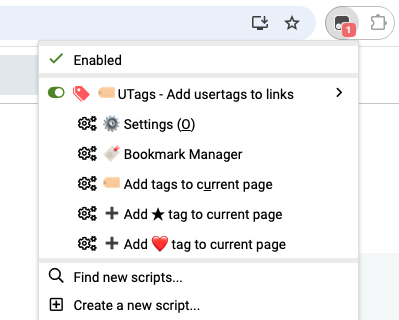 1
Enabled
UTags - Add usertags to links
Settings (O)
Bookmark Manager
Add tags to current page
Add ★ tag to current page
Add ❤️ tag to current page
Find new scripts...
Create a new script...